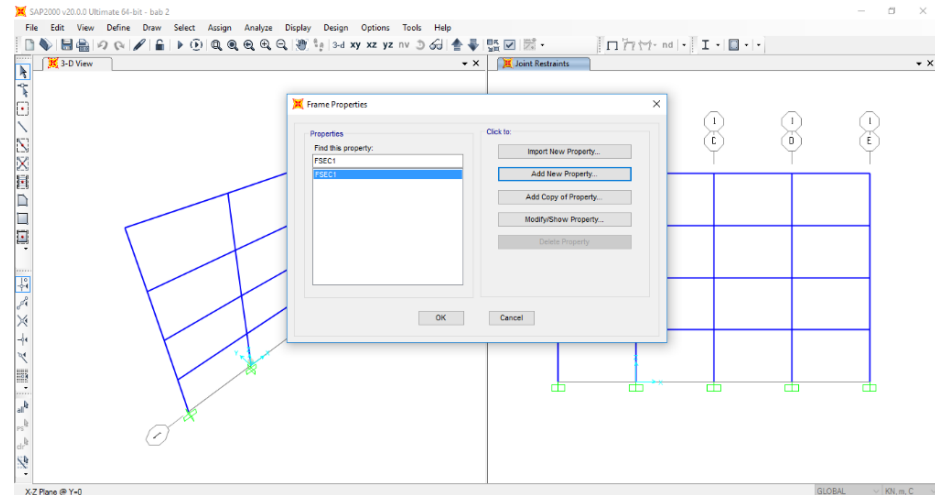 SAP2000 v20.0.0 Ultimate 64-bit - bab 2
File Edit View Define Draw Select Assign Analyze Display Design Options Tools Help
3-d xy xz yz nv
nd
3-D View
Joint Restraints
Frame Properties
Properties
Find this property:
FSEC1
FSEC1
Click to:
Import New Property...
Add New Property...
Add Copy of Property...
Modify/Show Property...
Delete Property
OK
Cancel
1 1 1
C D E
X-Z Plane @ Y=0
GLOBAL
KN, m, C